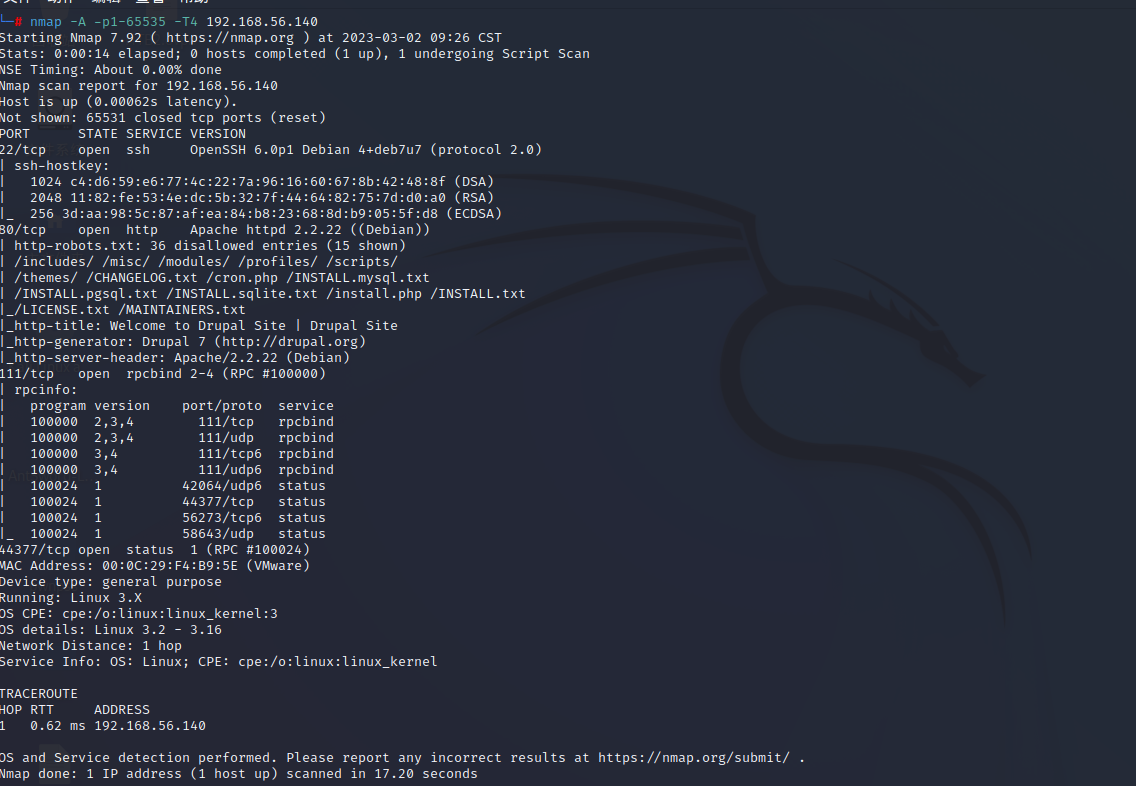 └─# nmap -A -p1-65535 -T4 192.168.56.140
Starting Nmap 7.92 ( https://nmap.org ) at 2023-03-02 09:26 CST
Stats: 0:00:14 elapsed; 0 hosts completed (1 up), 1 undergoing Script Scan
NSE Timing: About 0.00% done
Nmap scan report for 192.168.56.140
Host is up (0.00062s latency).
Not shown: 65531 closed tcp ports (reset)
PORT      STATE SERVICE VERSION
22/tcp    open  ssh     OpenSSH 6.0p1 Debian 4+deb7u7 (protocol 2.0)
| ssh-hostkey:
|   1024 c4:d6:59:e6:77:4c:22:7a:96:16:60:67:8b:42:48:8f (DSA)
|   2048 11:82:fe:53:4e:dc:5b:32:7f:44:64:82:75:7d:d0:a0 (RSA)
|_  256 3d:aa:98:5c:87:af:ea:84:b8:23:68:8d:b9:05:5f:d8 (ECDSA)
80/tcp    open  http    Apache httpd 2.2.22 ((Debian))
| http-robots.txt: 36 disallowed entries (15 shown)
| /includes/ /misc/ /modules/ /profiles/ /scripts/
| /themes/ /CHANGELOG.txt /cron.php /INSTALL.mysql.txt
| /INSTALL.pgsql.txt /INSTALL.sqlite.txt /install.php /INSTALL.txt
|_/LICENSE.txt /MAINTAINERS.txt
|_http-title: Welcome to Drupal Site | Drupal Site
|_http-generator: Drupal 7 (http://drupal.org)
|_http-server-header: Apache/2.2.22 (Debian)
111/tcp   open  rpcbind 2-4 (RPC #100000)
| rpcinfo:
|   program version    port/proto  service
|   100000  2,3,4        111/tcp   rpcbind
|   100000  2,3,4        111/udp   rpcbind
|   100000  3,4          111/tcp6  rpcbind
|   100000  3,4          111/udp6  rpcbind
|   100024  1          42064/udp6  status
|   100024  1          44377/tcp   status
|   100024  1          56273/tcp6  status
|_  100024  1          58643/udp   status
44377/tcp open  status  1 (RPC #100024)
MAC Address: 00:0C:29:F4:B9:5E (VMware)
Device type: general purpose
Running: Linux 3.X
OS CPE: cpe:/o:linux:linux_kernel:3
OS details: Linux 3.2 - 3.16
Network Distance: 1 hop
Service Info: OS: Linux; CPE: cpe:/o:linux:linux_kernel
TRACEROUTE
HOP RTT     ADDRESS
1   0.62 ms 192.168.56.140
OS and Service detection performed. Please report any incorrect results at https://nmap.org/submit/ .
Nmap done: 1 IP address (1 host up) scanned in 17.20 seconds